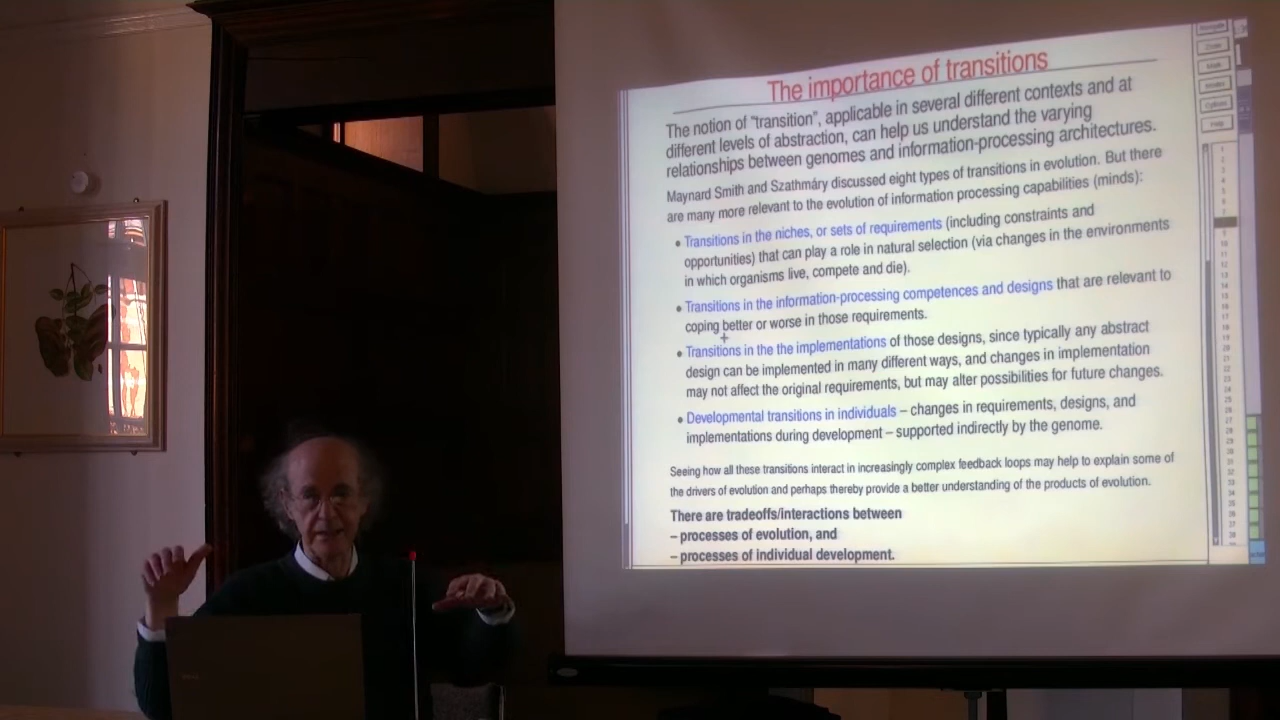 The importance of transitions
The notion of "transition", applicable in several different contexts and at
different levels of abstraction, can help us understand the varying
relationships between genomes and information-processing architectures.
Maynard Smith and Szathmáry discussed eight types of transitions in evolution. But there
are many more relevant to the evolution of information processing capabilities (minds):
• Transitions in the niches, or sets of requirements (including constraints and
opportunities) that can play a role in natural selection (via changes in the environments
in which organisms live, compete and die).
• Transitions in the information-processing competences and designs that are relevant to
coping better or worse in those requirements.
• Transitions in the the implementations of those designs, since typically any abstract
design can be implemented in many different ways, and changes in implementation
may not affect the original requirements, but may alter possibilities for future changes.
• Developmental transitions in individuals – changes in requirements, designs, and
implementations during development – supported indirectly by the genome.
Seeing how all these transitions interact in increasingly complex feedback loops may help to explain some of
the drivers of evolution and perhaps thereby provide a better understanding of the products of evolution.
There are tradeoffs/interactions between
– processes of evolution, and
– processes of individual development.